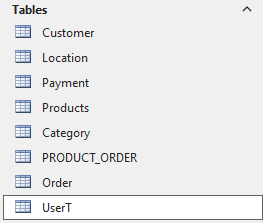 Tables
Customer
Location
Payment
Products
Category
PRODUCT_ORDER
Order
UserT